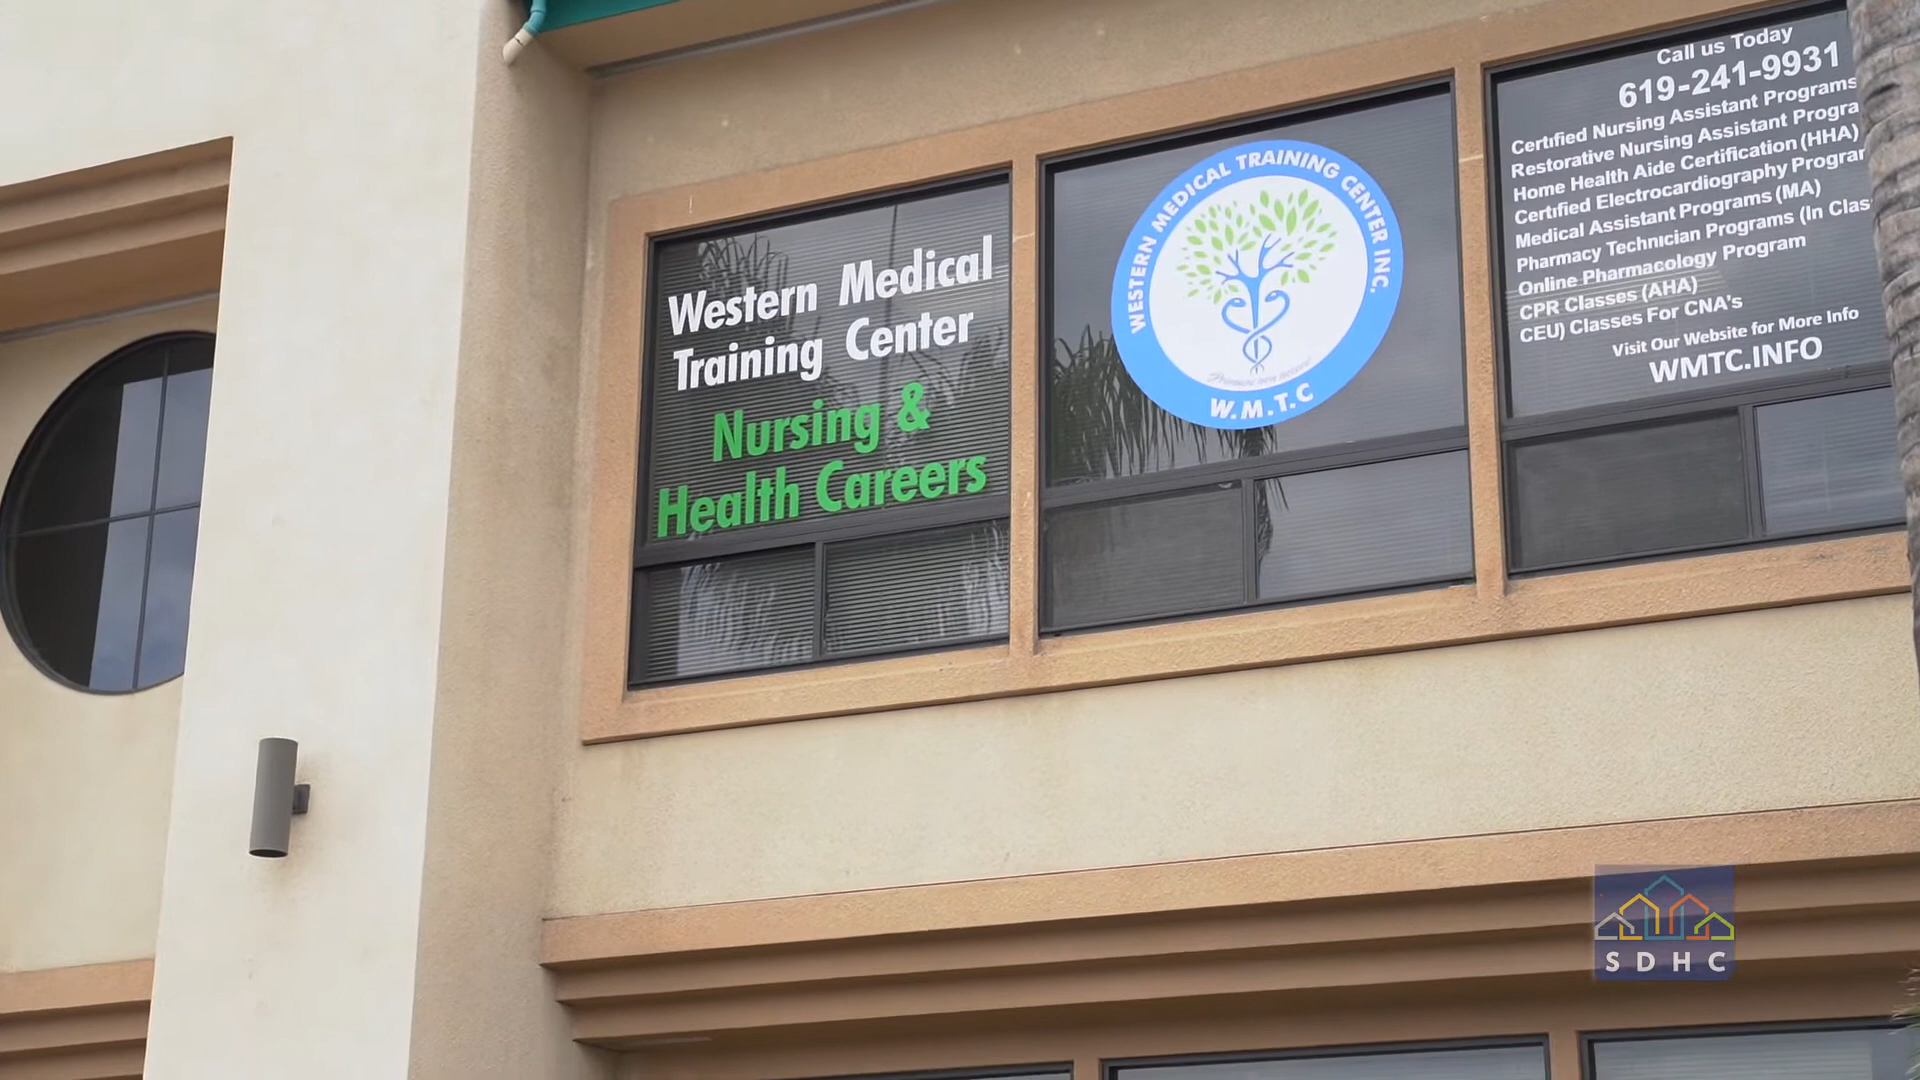 Western Medical
Training Center
Nursing &
Health Careers
WESTERN MEDICAL TRAINING CENTER INC.
W.M.T.C
Call us Today
619-241-9931
Certified Nursing Assistant Programs
Restorative Nursing Assistant Progra
Home Health Aide Certification (HHA)
Certified Electrocardiography Program
Medical Assistant Programs (MA)
Pharmacy Technician Programs (In Clas
Online Pharmacology Program
CPR Classes (AHA)
CEU) Classes For CNA's
Visit Our Website for More Info
WMTC.INFO
SDHC